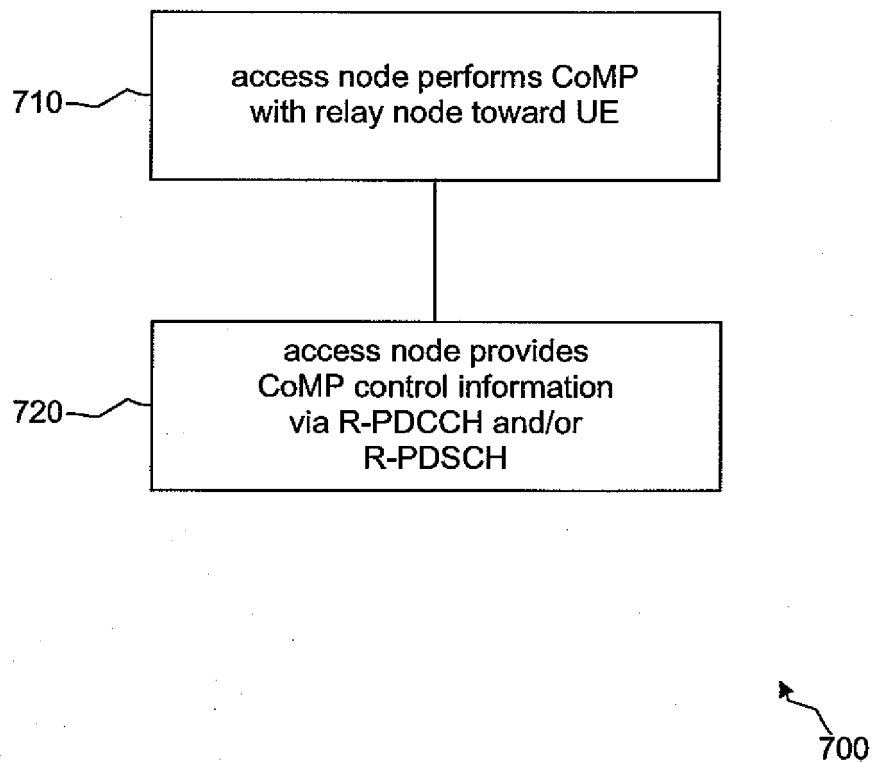 access node performs CoMP
with relay node toward UE
710
access node provides
CoMP control information
via R-PDCCH and/or
R-PDSCH
720
700